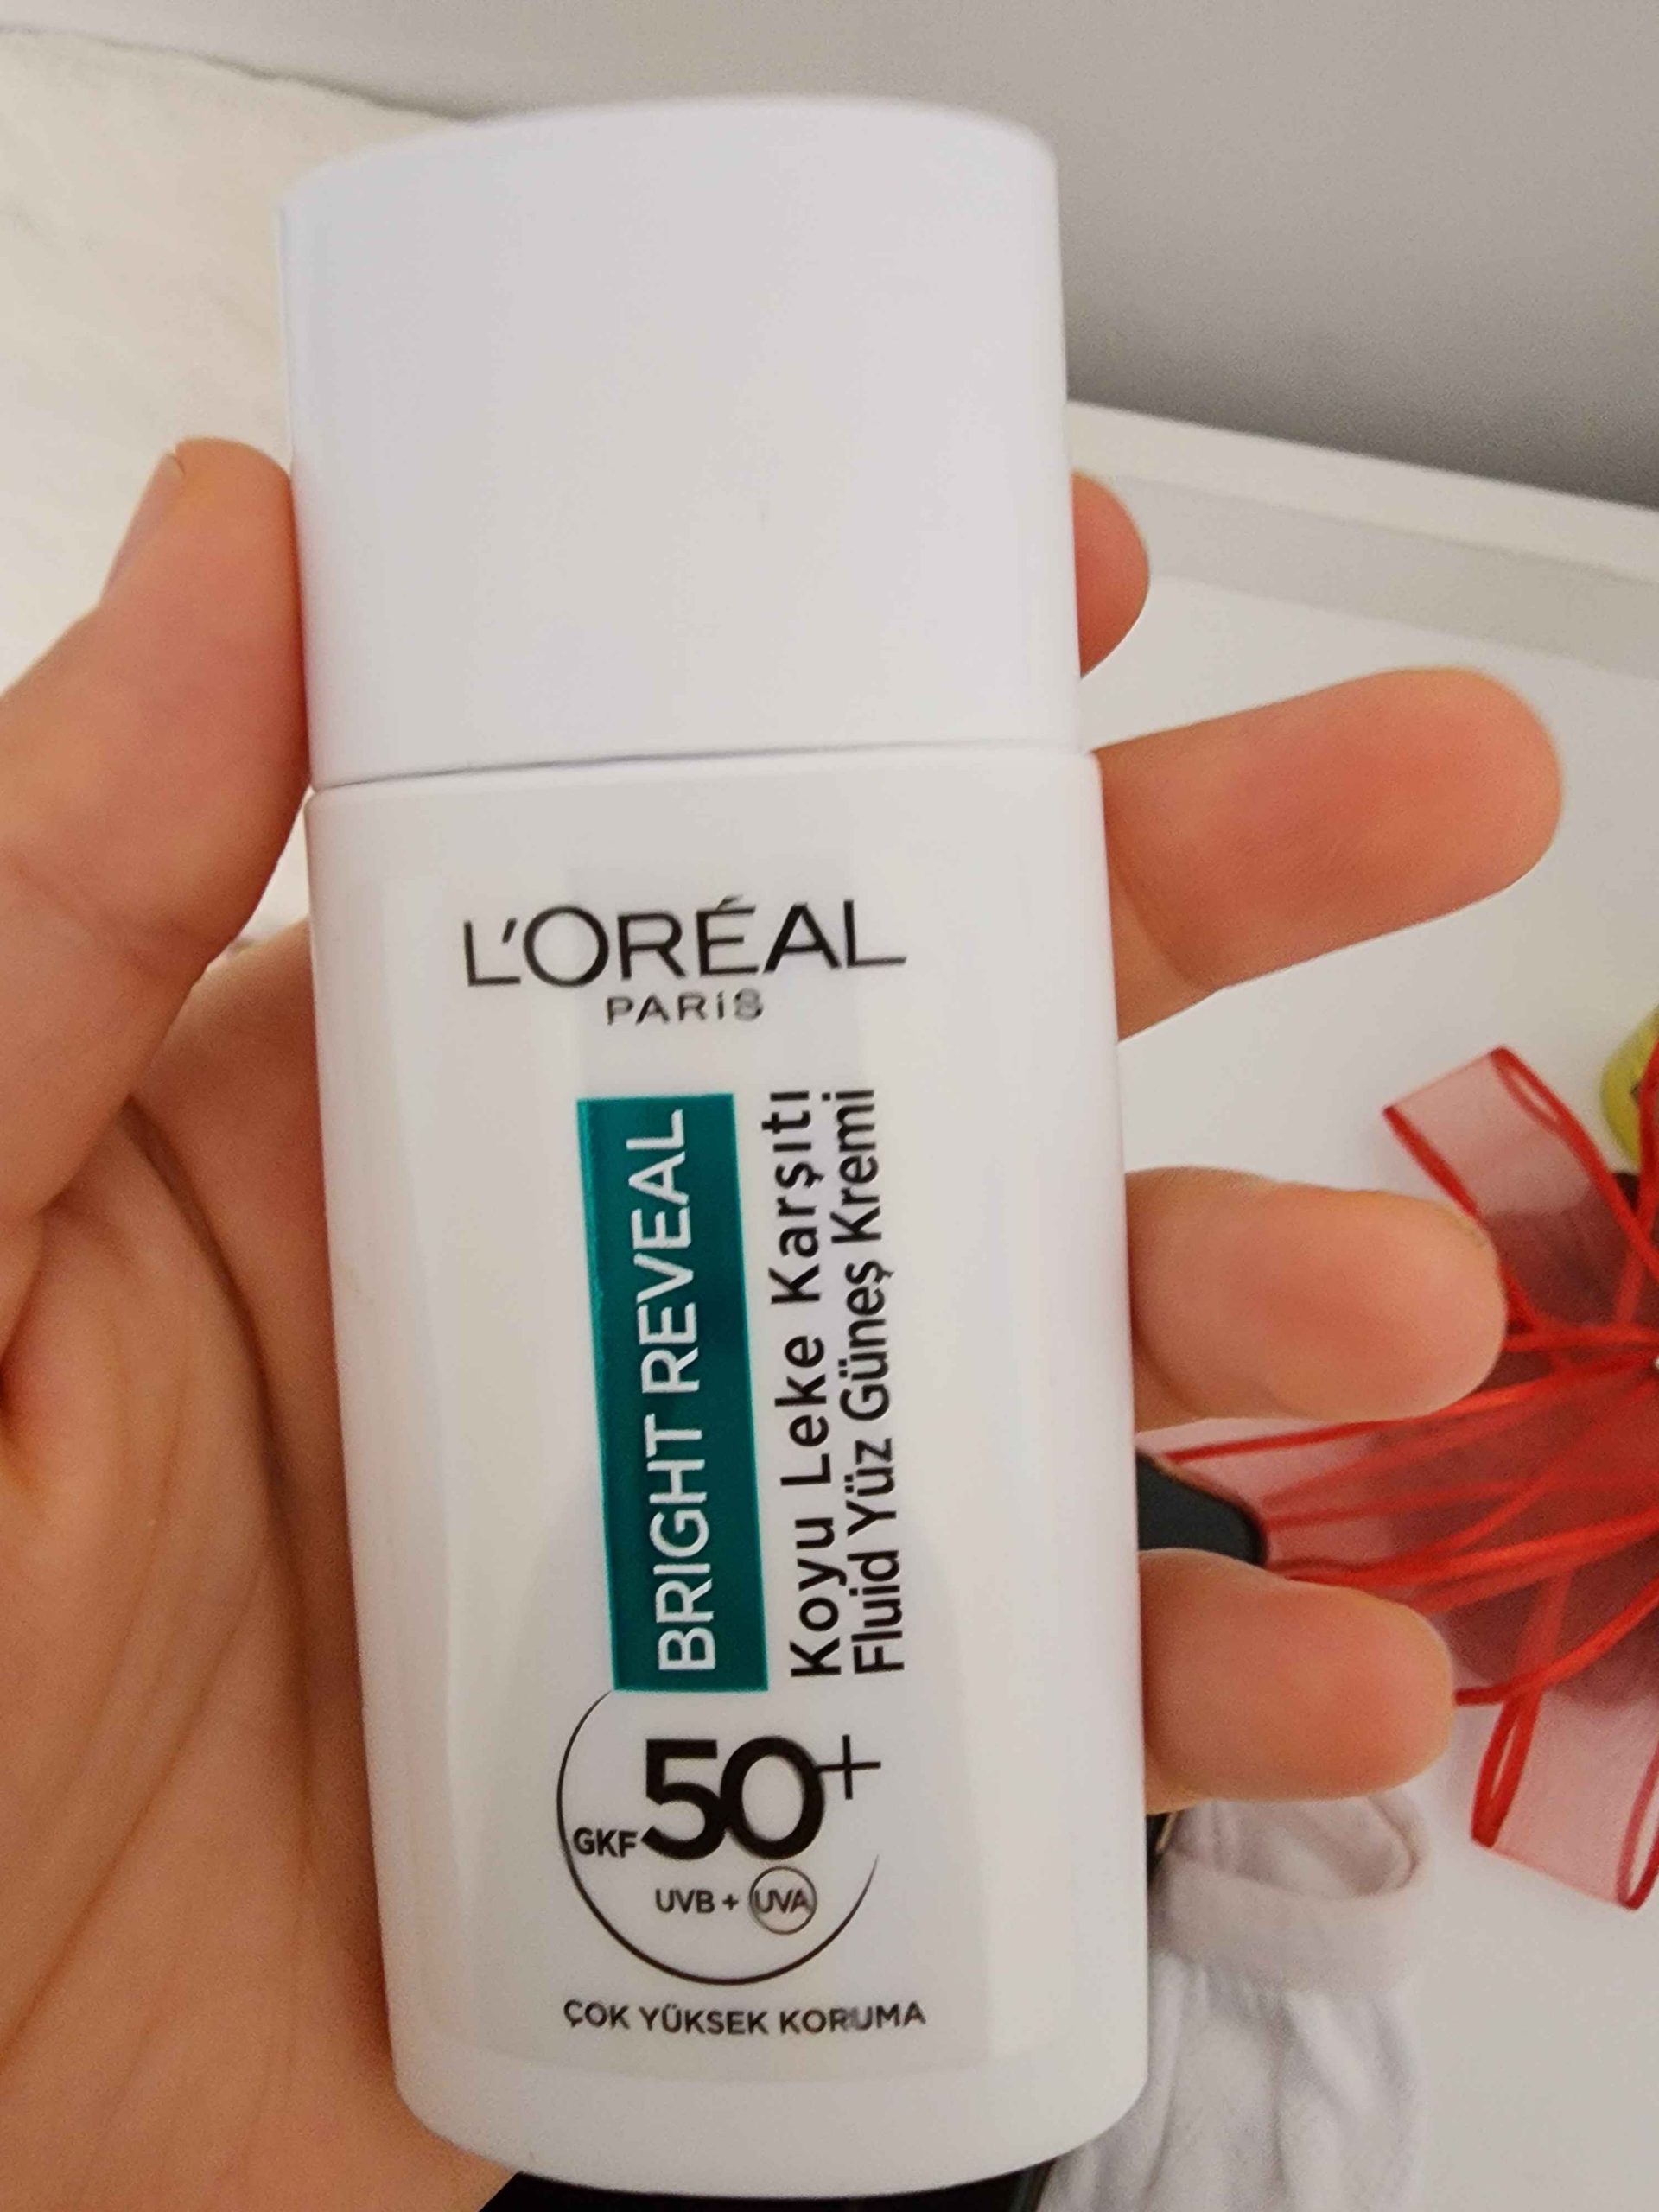 L'ORÉAL
PARİS
BRIGHT REVEAL
Koyu Leke Karşıtı
Fluid Yüz Güneş Kremi
GKF 50+
UVB + UVA
ÇOK YÜKSEK KORUMA